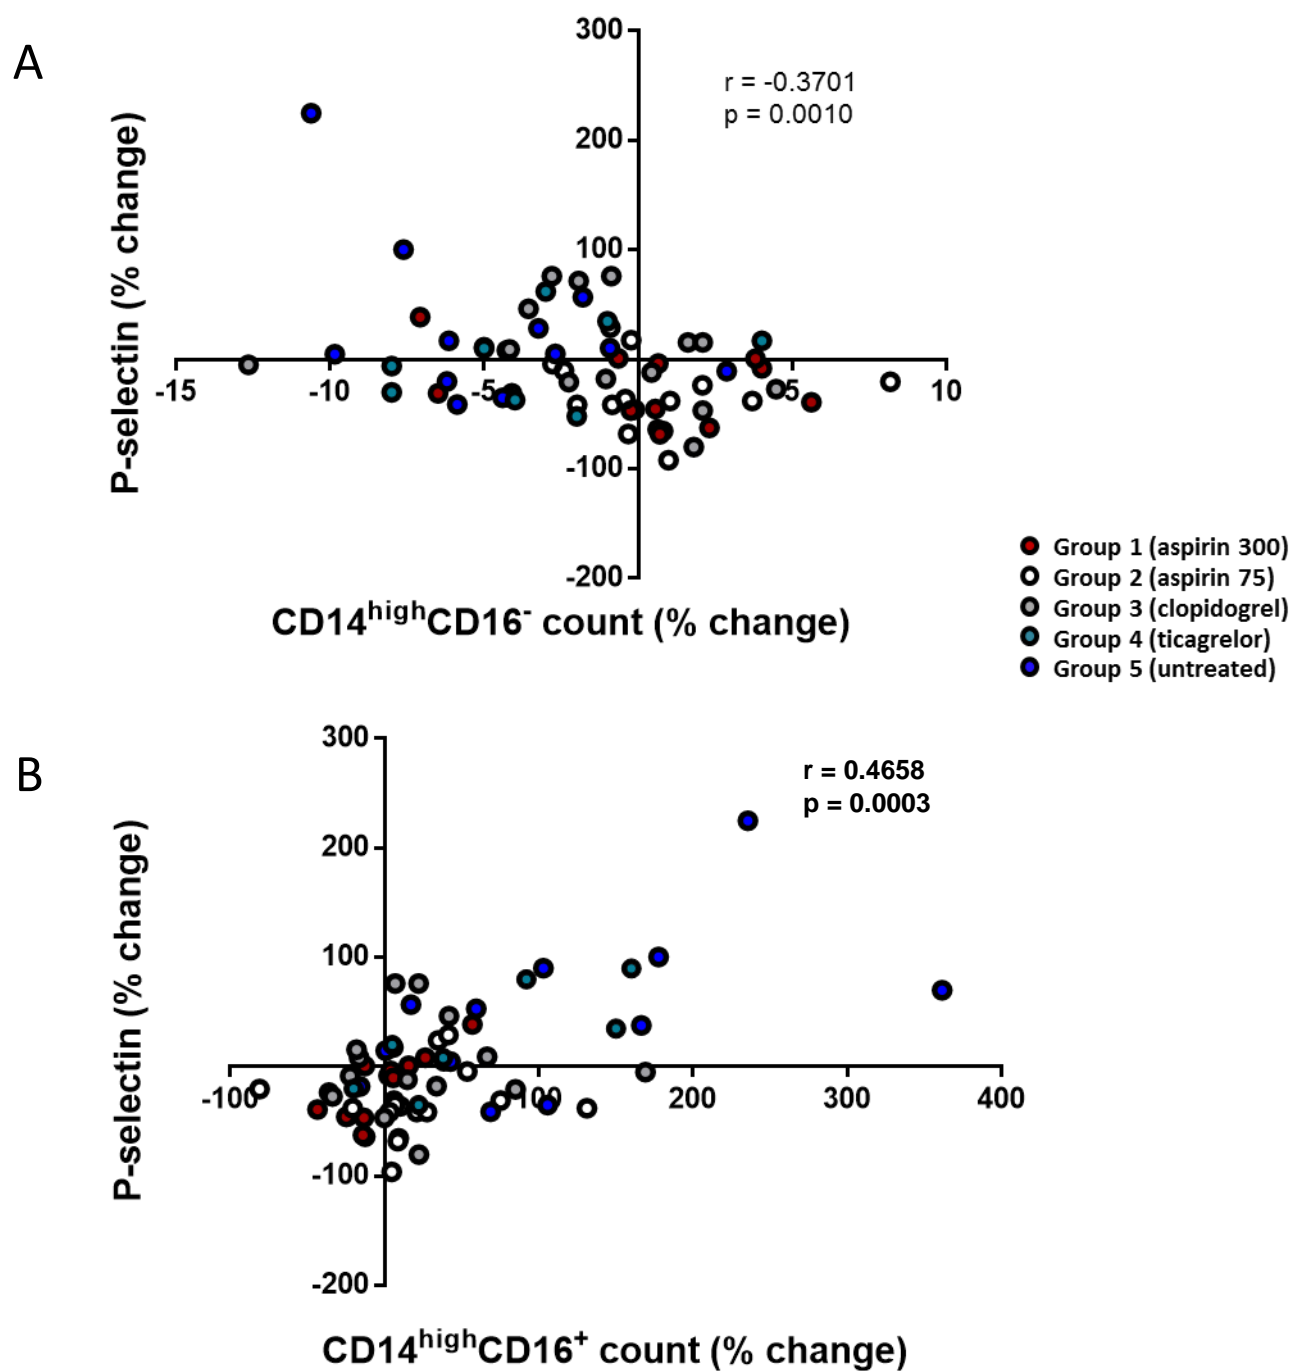 A
300
r = -0.3701
p = 0.0010
200
100
-15 -10 -5 5 10
-100
-200
P-selectin (% change)
CD14highCD16- count (% change)
Group 1 (aspirin 300)
Group 2 (aspirin 75)
Group 3 (clopidogrel)
Group 4 (ticagrelor)
Group 5 (untreated)
B
300
r = 0.4658
p = 0.0003
200
100
-100 100 200 300 400
-100
-200
P-selectin (% change)
CD14highCD16+ count (% change)